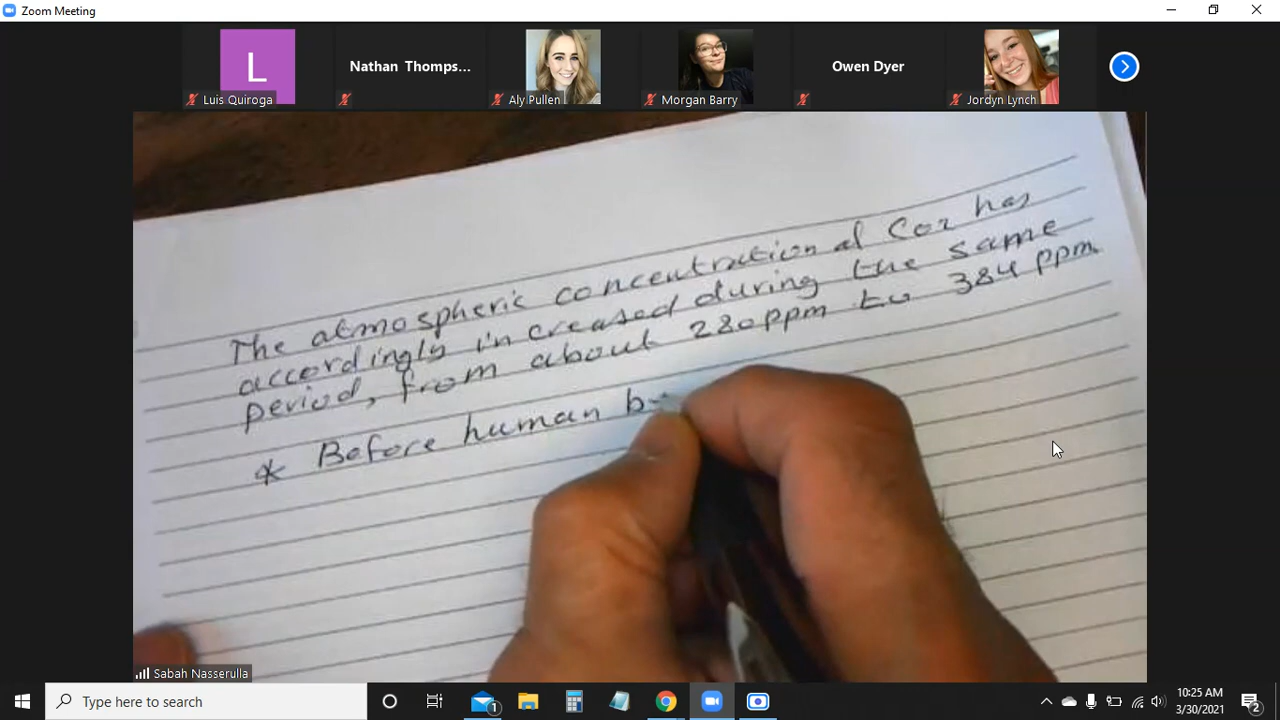 Zoom Meeting
L
Luis Quiroga
Nathan Thomps...
Aly Pullen
Morgan Barry
Owen Dyer
Jordyn Lynch
The atmospheric concentration of CO2 has
accordingly increased during the same
period, from about 280ppm to 384 ppm
* Before human
Sabah Nasserulla
Type here to search
1
10:25 AM
3/30/2021
2